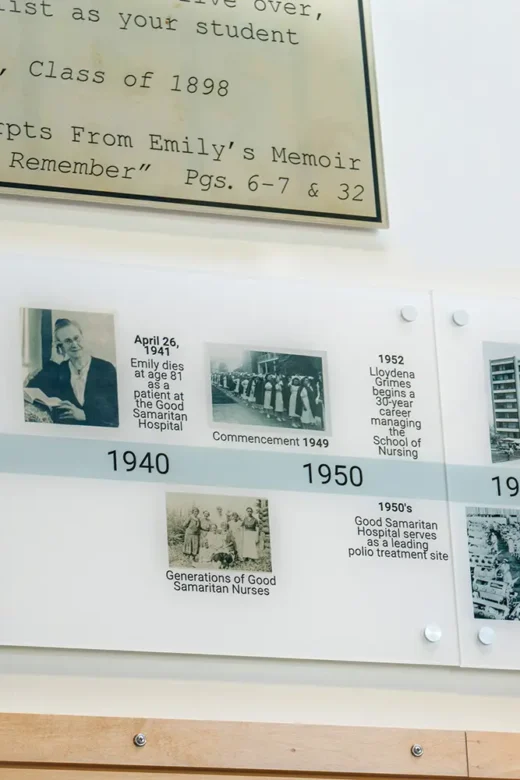 live over,
list as your student
, Class of 1898
rpts From Emily's Memoir
Remember” Pgs. 6-7 & 32
April 26,
1941
Emily dies
at age 81
as a
patient at
the Good
Samaritan
Hospital
Commencement 1949
1952
Lloydena
Grimes
begins a
30-year
career
managing
the
School of
Nursing
1940
1950
19
Generations of Good
Samaritan Nurses
1950's
Good Samaritan
Hospital serves
as a leading
polio treatment site